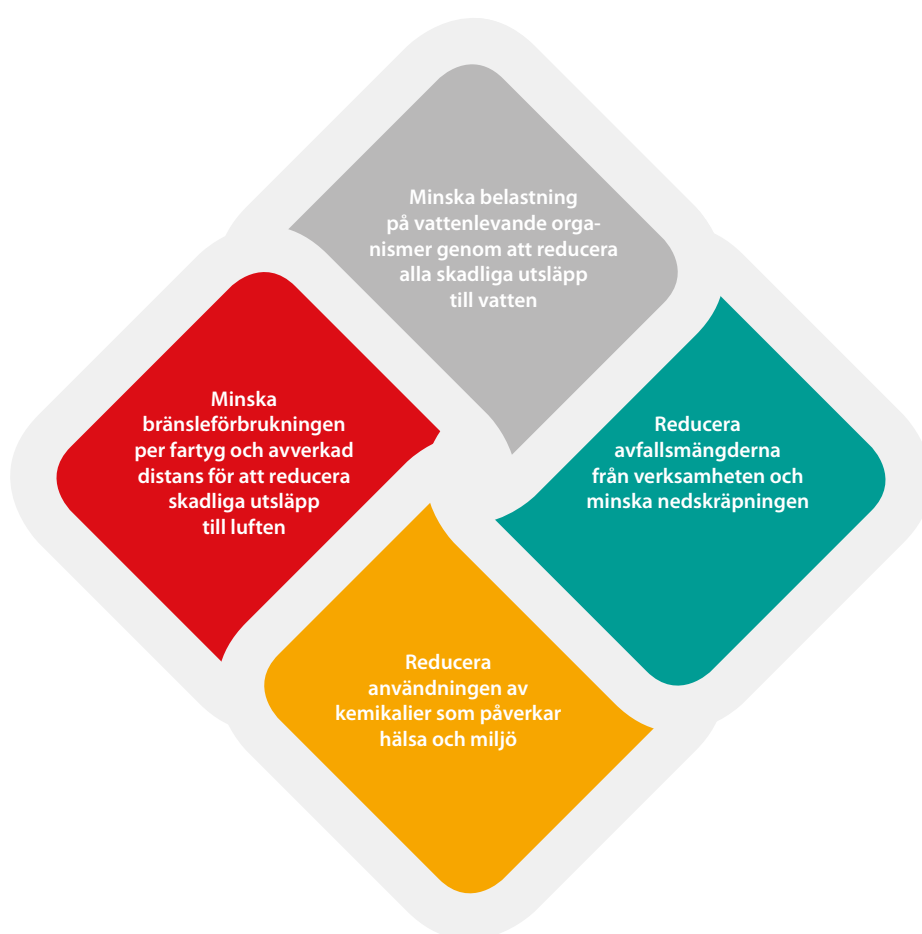 Minska belastning
på vattenlevande orga-
nismer genom att reducera
alla skadliga utsläpp
till vatten
Minska
bränsleförbrukningen
per fartyg och avverkad
distans för att reducera
skadliga utsläpp
till luften
Reducera
avfallsmängderna
från verksamheten och
minska nedskräpningen
Reducera
användningen av
kemikalier som påverkar
hälsa och miljö